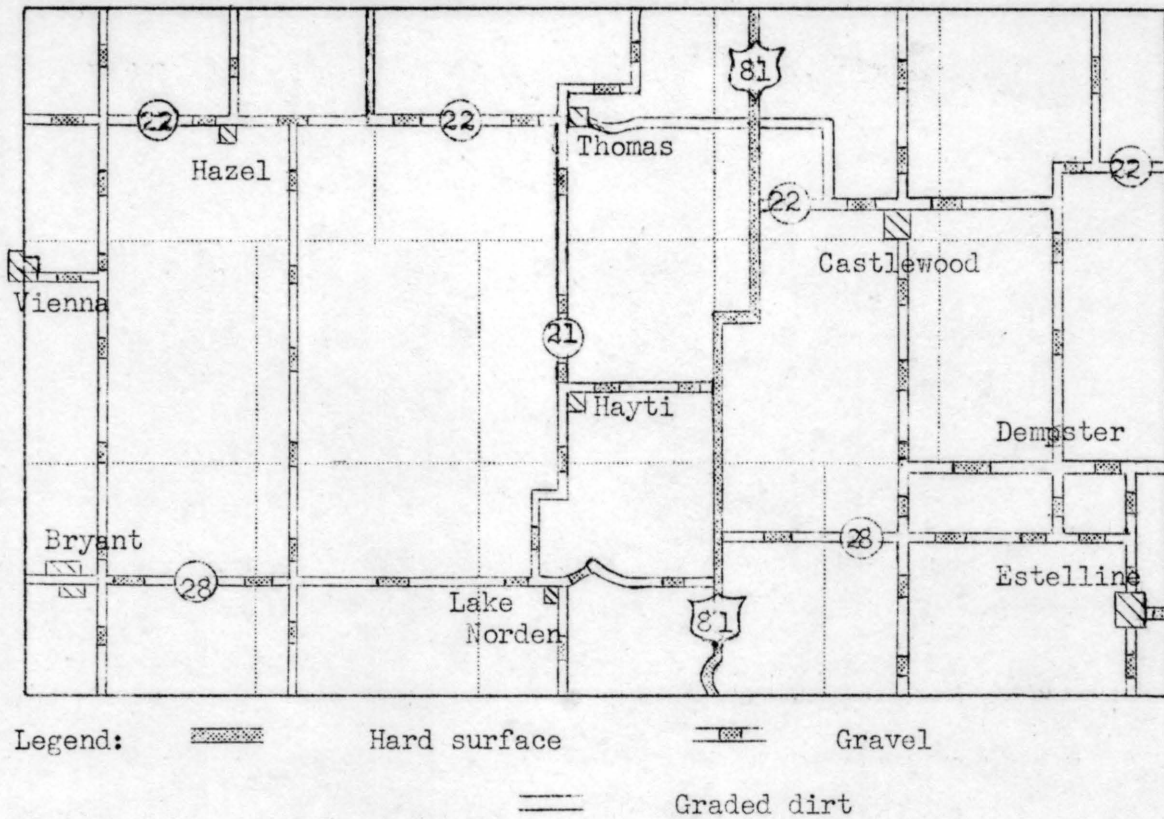 81
22
22
Hazel
Thomas
22
22
Castlewood
Vienna
21
Hayti
Dempster
Bryant
28
28
Estelline
Lake
Norden
81
Legend:
Hard surface
Gravel
Graded dirt